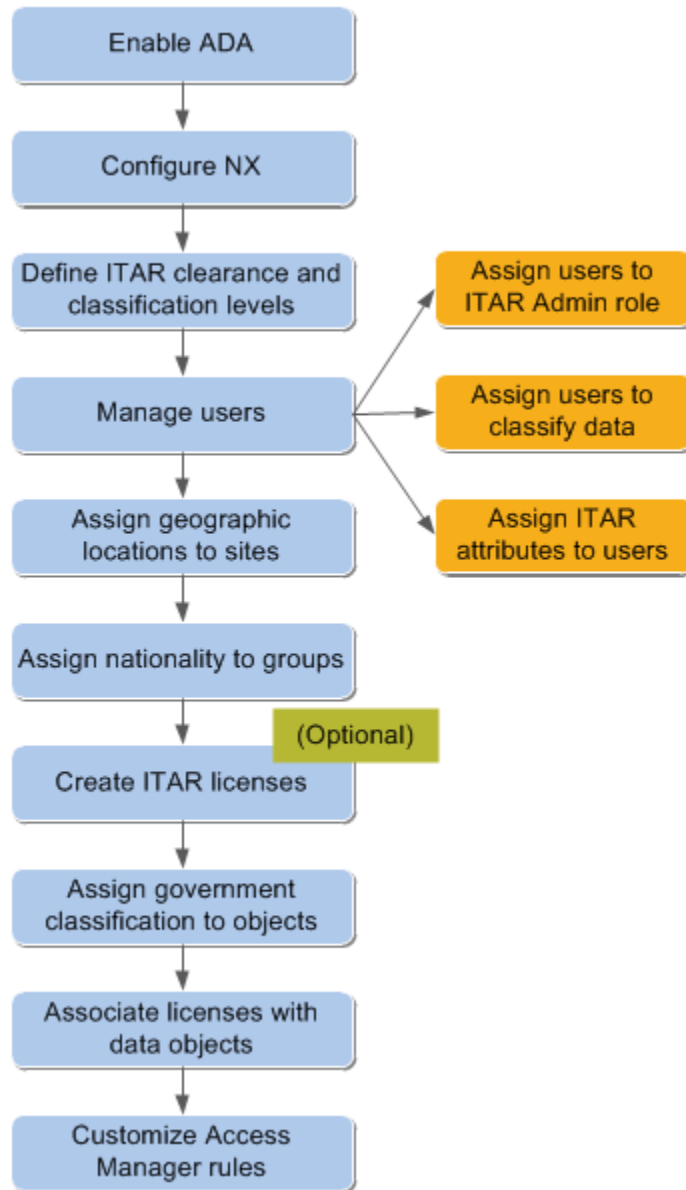 Enable ADA
Configure NX
Define ITAR clearance and
classification levels
Manage users
Assign users to
ITAR Admin role
Assign users to
classify data
Assign ITAR
attributes to users
Assign geographic
locations to sites
Assign nationality to groups
(Optional)
Create ITAR licenses
Assign government
classification to objects
Associate licenses with
data objects
Customize Access
Manager rules